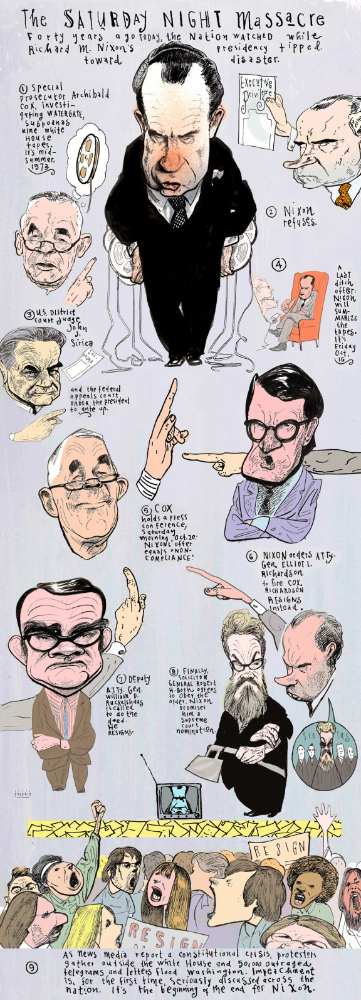 The SATURDAY NIGHT Massacre
Forty years ago TODAY, the Nation WATCHED while
Richard M. Nixon's presidency tipped
toward disaster.
① Special
prosecutor Archibald
Cox, investi-
gating WATERGATE,
subpoanas
nine white
House
tapes.
It's mid-
summer,
1973
Executive
Privilege
② Nixon
refuses.
③ U.S. District
court Judge
John
J.
Sirica
and the federal
appeals court,
ORDER the president
to ante up.
④
A
LAST
ditch
offer:
Nixon
will
SUM-
MARIZE
the
tapes.
It's
Friday
Oct.
16
⑤ COX
holds a press
conference,
Saturday
morning, Oct. 20:
Nixon's offer
equals "NON-
COMPLIANCE."
⑥ NIXON orders ATTy.
Gen. ELLIOT L.
Richardson
to fire COX.
RICHARDSON
RESIGNS
instead.
⑦ Deputy
ATTY. Gen.
William D.
Ruckelshaus
is called
to do the
deed.
He
RESIGNS.
⑧ FINALLY,
SOLICITOR
GENERAL Robert
H. Bork agrees
to obey the
order. Nixon
promises
him a
Supreme
court
nomination.
SCOTUS
RESIGN
RESIGN
⑨
As news media report a constitutional crisis, protestors
gather outside the white House and 50,000 outraged
telegrams and letters flood Washington. Impeachment
is, for the first time, seriously discussed across the
nation. It's the beginning of the end for Nixon.